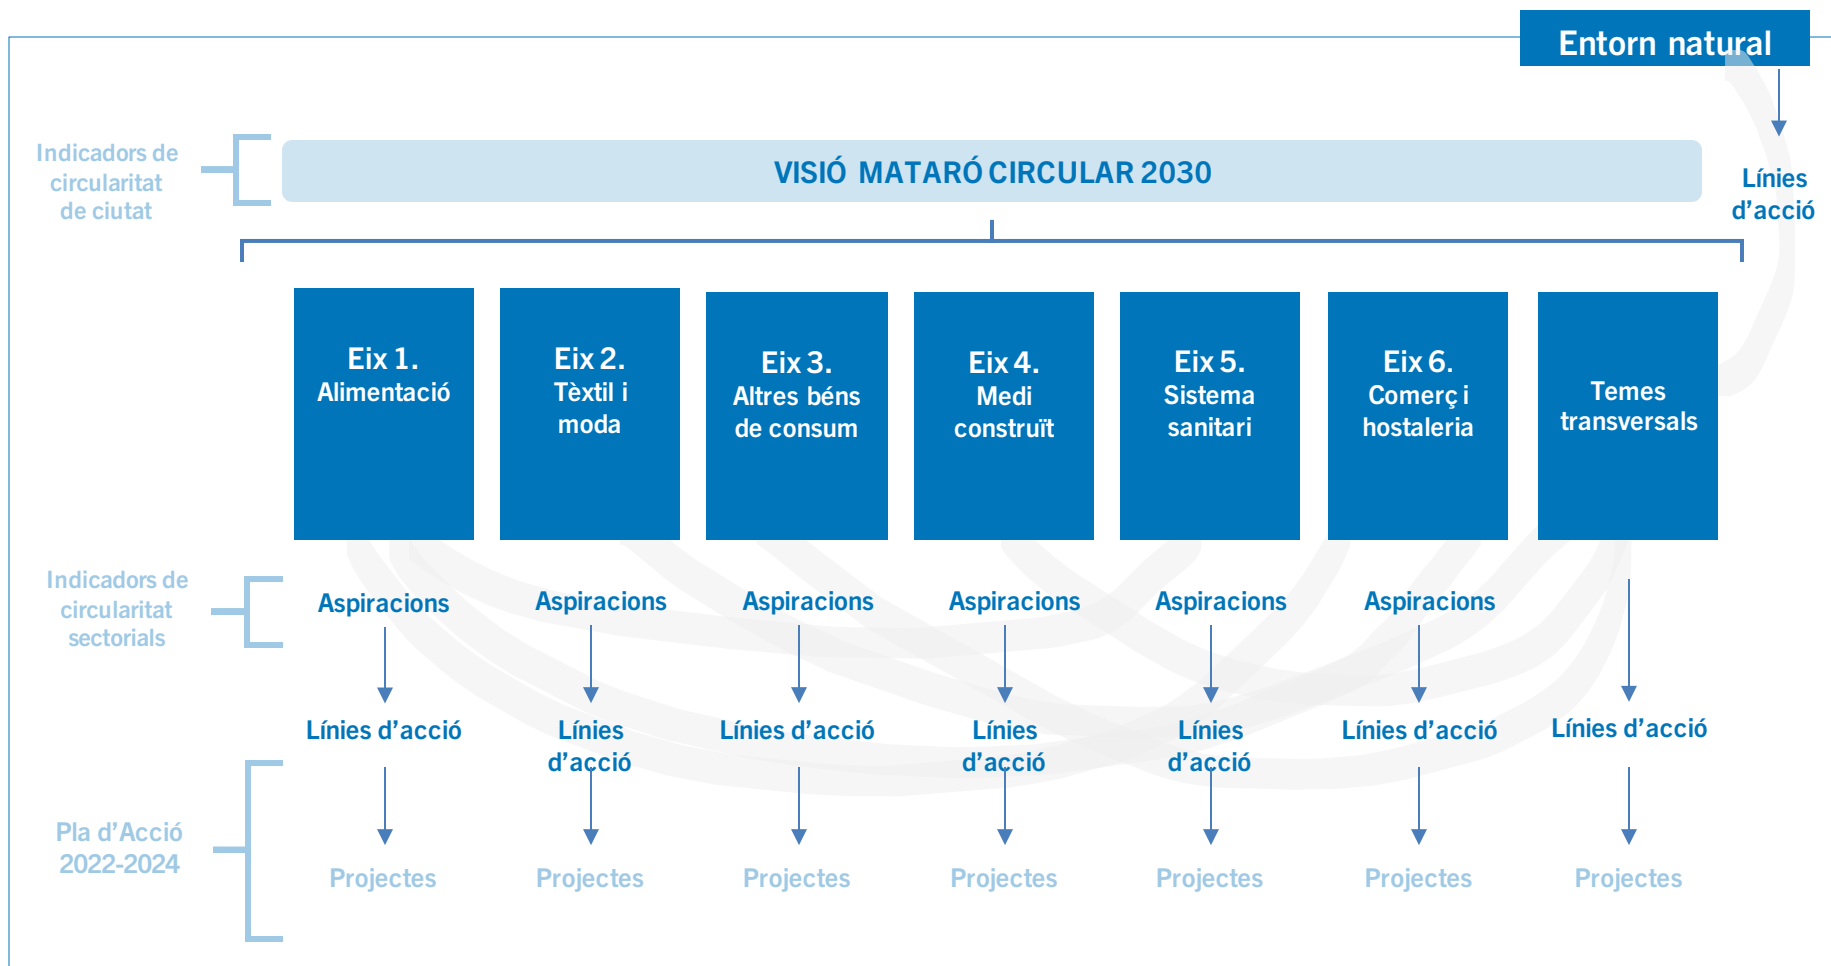 Entorn natural
Indicadors de
circularitat
de ciutat
VISIÓ MATARÓ CIRCULAR 2030
Línies
d’acció
Eix 1.
Alimentació
Eix 2.
Tèxtil i
moda
Eix 3.
Altres béns
de consum
Eix 4.
Medi
construït
Eix 5.
Sistema
sanitari
Eix 6.
Comerç i
hostaleria
Temes
transversals
Indicadors de
circularitat
sectorials
Aspiracions
Aspiracions
Aspiracions
Aspiracions
Aspiracions
Aspiracions
Línies d’acció
Línies
d’acció
Línies d’acció
Línies
d’acció
Línies
d’acció
Línies d’acció
Línies d’acció
Pla d’Acció
2022-2024
Projectes
Projectes
Projectes
Projectes
Projectes
Projectes
Projectes